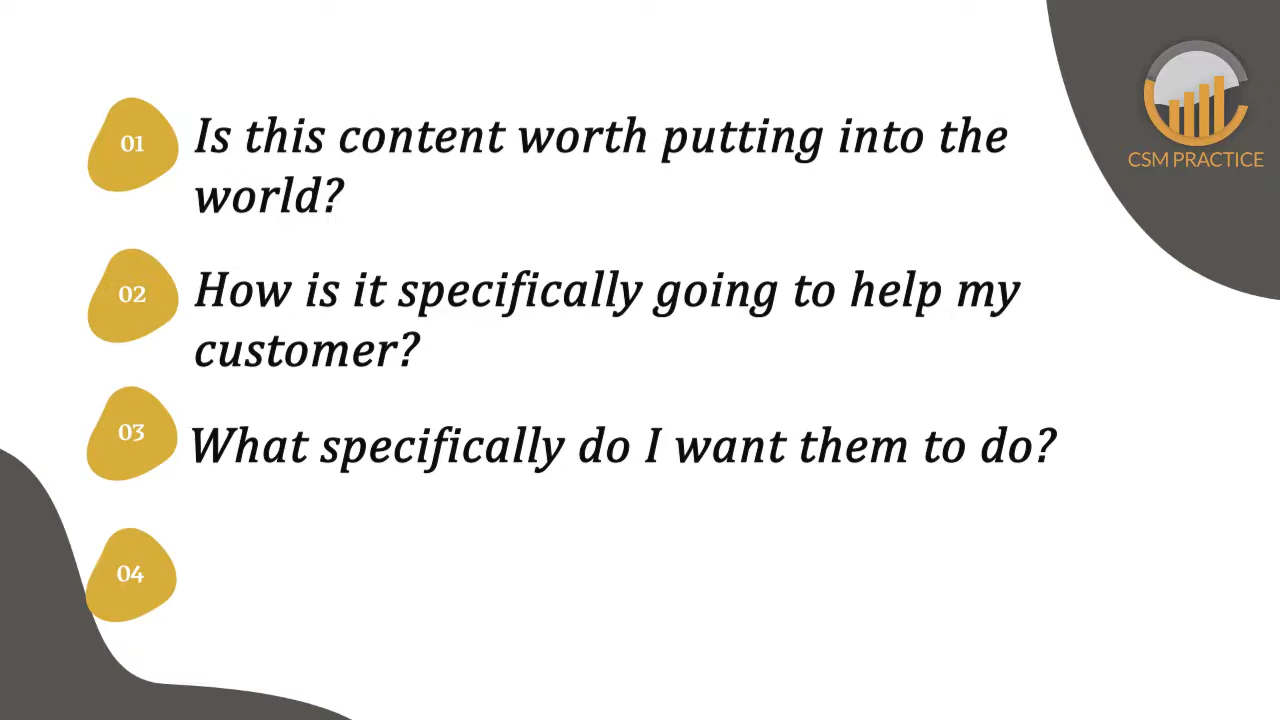 CSM PRACTICE
01
Is this content worth putting into the
world?
02
How is it specifically going to help my
customer?
03
What specifically do I want them to do?
04